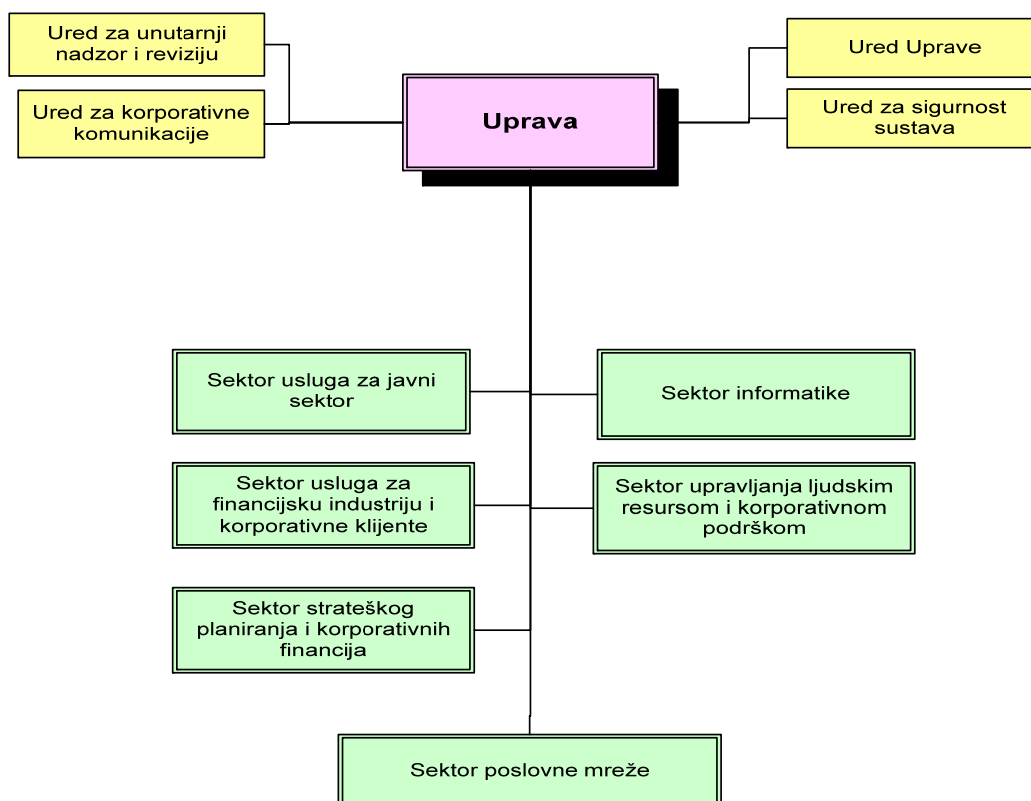 Ured za unutarnji
nadzor i reviziju
Ured Uprave
Ured za korporativne
komunikacije
Uprava
Ured za sigurnost
sustava
Sektor usluga za javni
sektor
Sektor informatike
Sektor usluga za
financijsku industriju i
korporativne klijente
Sektor upravljanja ljudskim
resursom i korporativnom
podrškom
Sektor strateškog
planiranja i korporativnih
financija
Sektor poslovne mreže